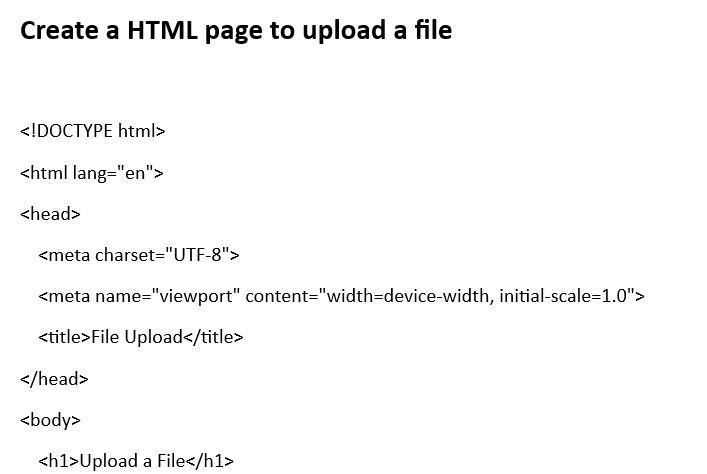 Create a HTML page to upload a file
<!DOCTYPE html>
<html lang="en">
<head>
<meta charset="UTF-8">
<meta name="viewport" content="width=device-width, initial-scale=1.0">
<title>File Upload</title>
</head>
<body>
<h1>Upload a File</h1>